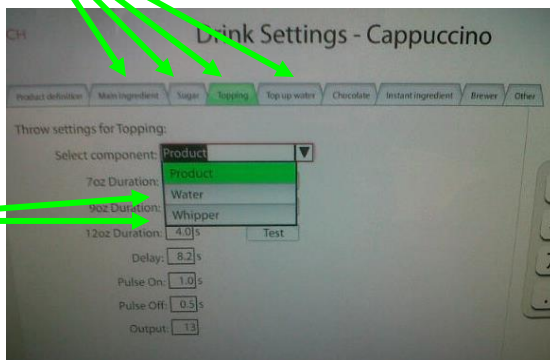 CH
Drink Settings - Cappuccino
Product definition Main ingredient Sugar Topping Top up water Chocolate Instant ingredient Brewer Other
Throw settings for Topping:
Select component: Product
Product
7oz Duration:
Water
9oz Duration:
Whipper
12oz Duration: 4.0 s Test
Delay: 8.2 s
Pulse On: 1.0 s
Pulse Off: 0.5 s
Output: 13